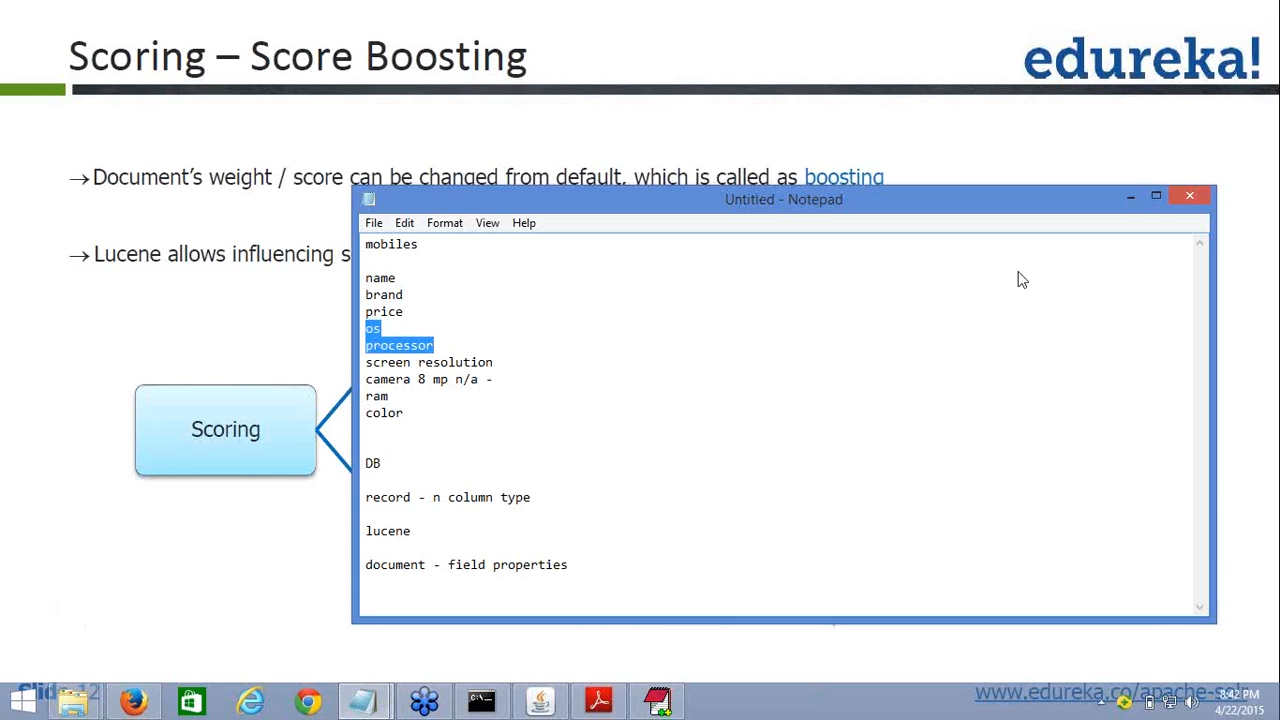 Scoring – Score Boosting
edureka!
→ Document's weight / score can be changed from default, which is called as boosting
→ Lucene allows influencing s
Untitled - Notepad
File Edit Format View Help
mobiles
name
brand
price
os
processor
screen resolution
camera 8 mp n/a -
ram
color
DB
record - n column type
lucene
document - field properties
Scoring
Slide 12
www.edureka.co/apache-solr
8:42 PM
4/22/2015